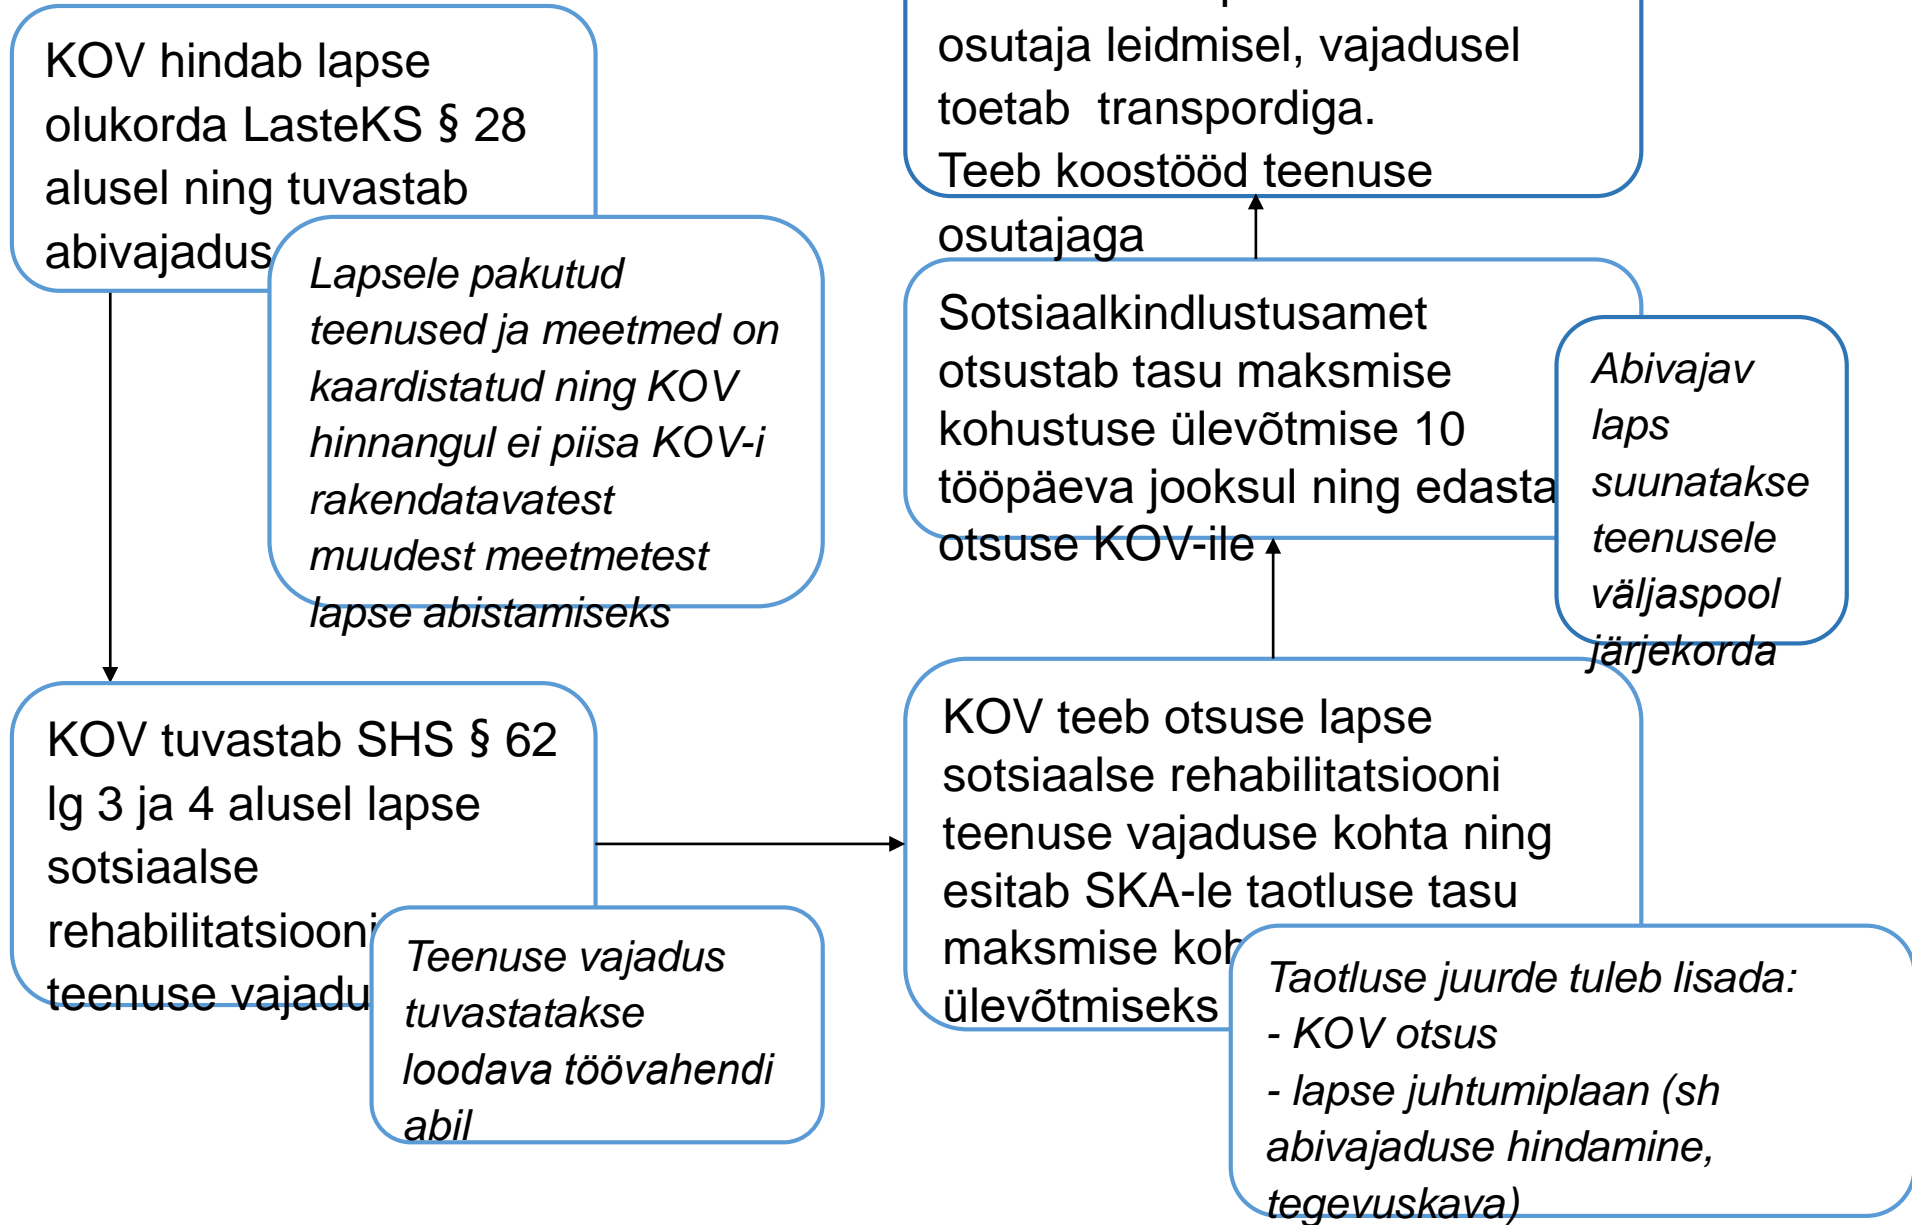 KOV hindab lapse
olukorda LasteKS § 28
alusel ning tuvastab
abivajadus
Lapsele pakutud
teenused ja meetmed on
kaardistatud ning KOV
hinnangul ei piisa KOV-i
rakendatavatest
muudest meetmetest
lapse abistamiseks
KOV tuvastab SHS § 62
lg 3 ja 4 alusel lapse
sotsiaalse
rehabilitatsiooni
teenuse vajadu
Teenuse vajadus
tuvastatakse
loodava töövahendi
abil
KOV teeb otsuse lapse
sotsiaalse rehabilitatsiooni
teenuse vajaduse kohta ning
esitab SKA-le taotluse tasu
maksmise koh
ülevõtmiseks
Taotluse juurde tuleb lisada:
- KOV otsus
- lapse juhtumiplaan (sh
abivajaduse hindamine,
tegevuskava)
Sotsiaalkindlustusamet
otsustab tasu maksmise
kohustuse ülevõtmise 10
tööpäeva jooksul ning edasta
otsuse KOV-ile
Abivajav
laps
suunatakse
teenusele
väljaspool
järjekorda
osutaja leidmisel, vajadusel
toetab transpordiga.
Teeb koostööd teenuse
osutajaga